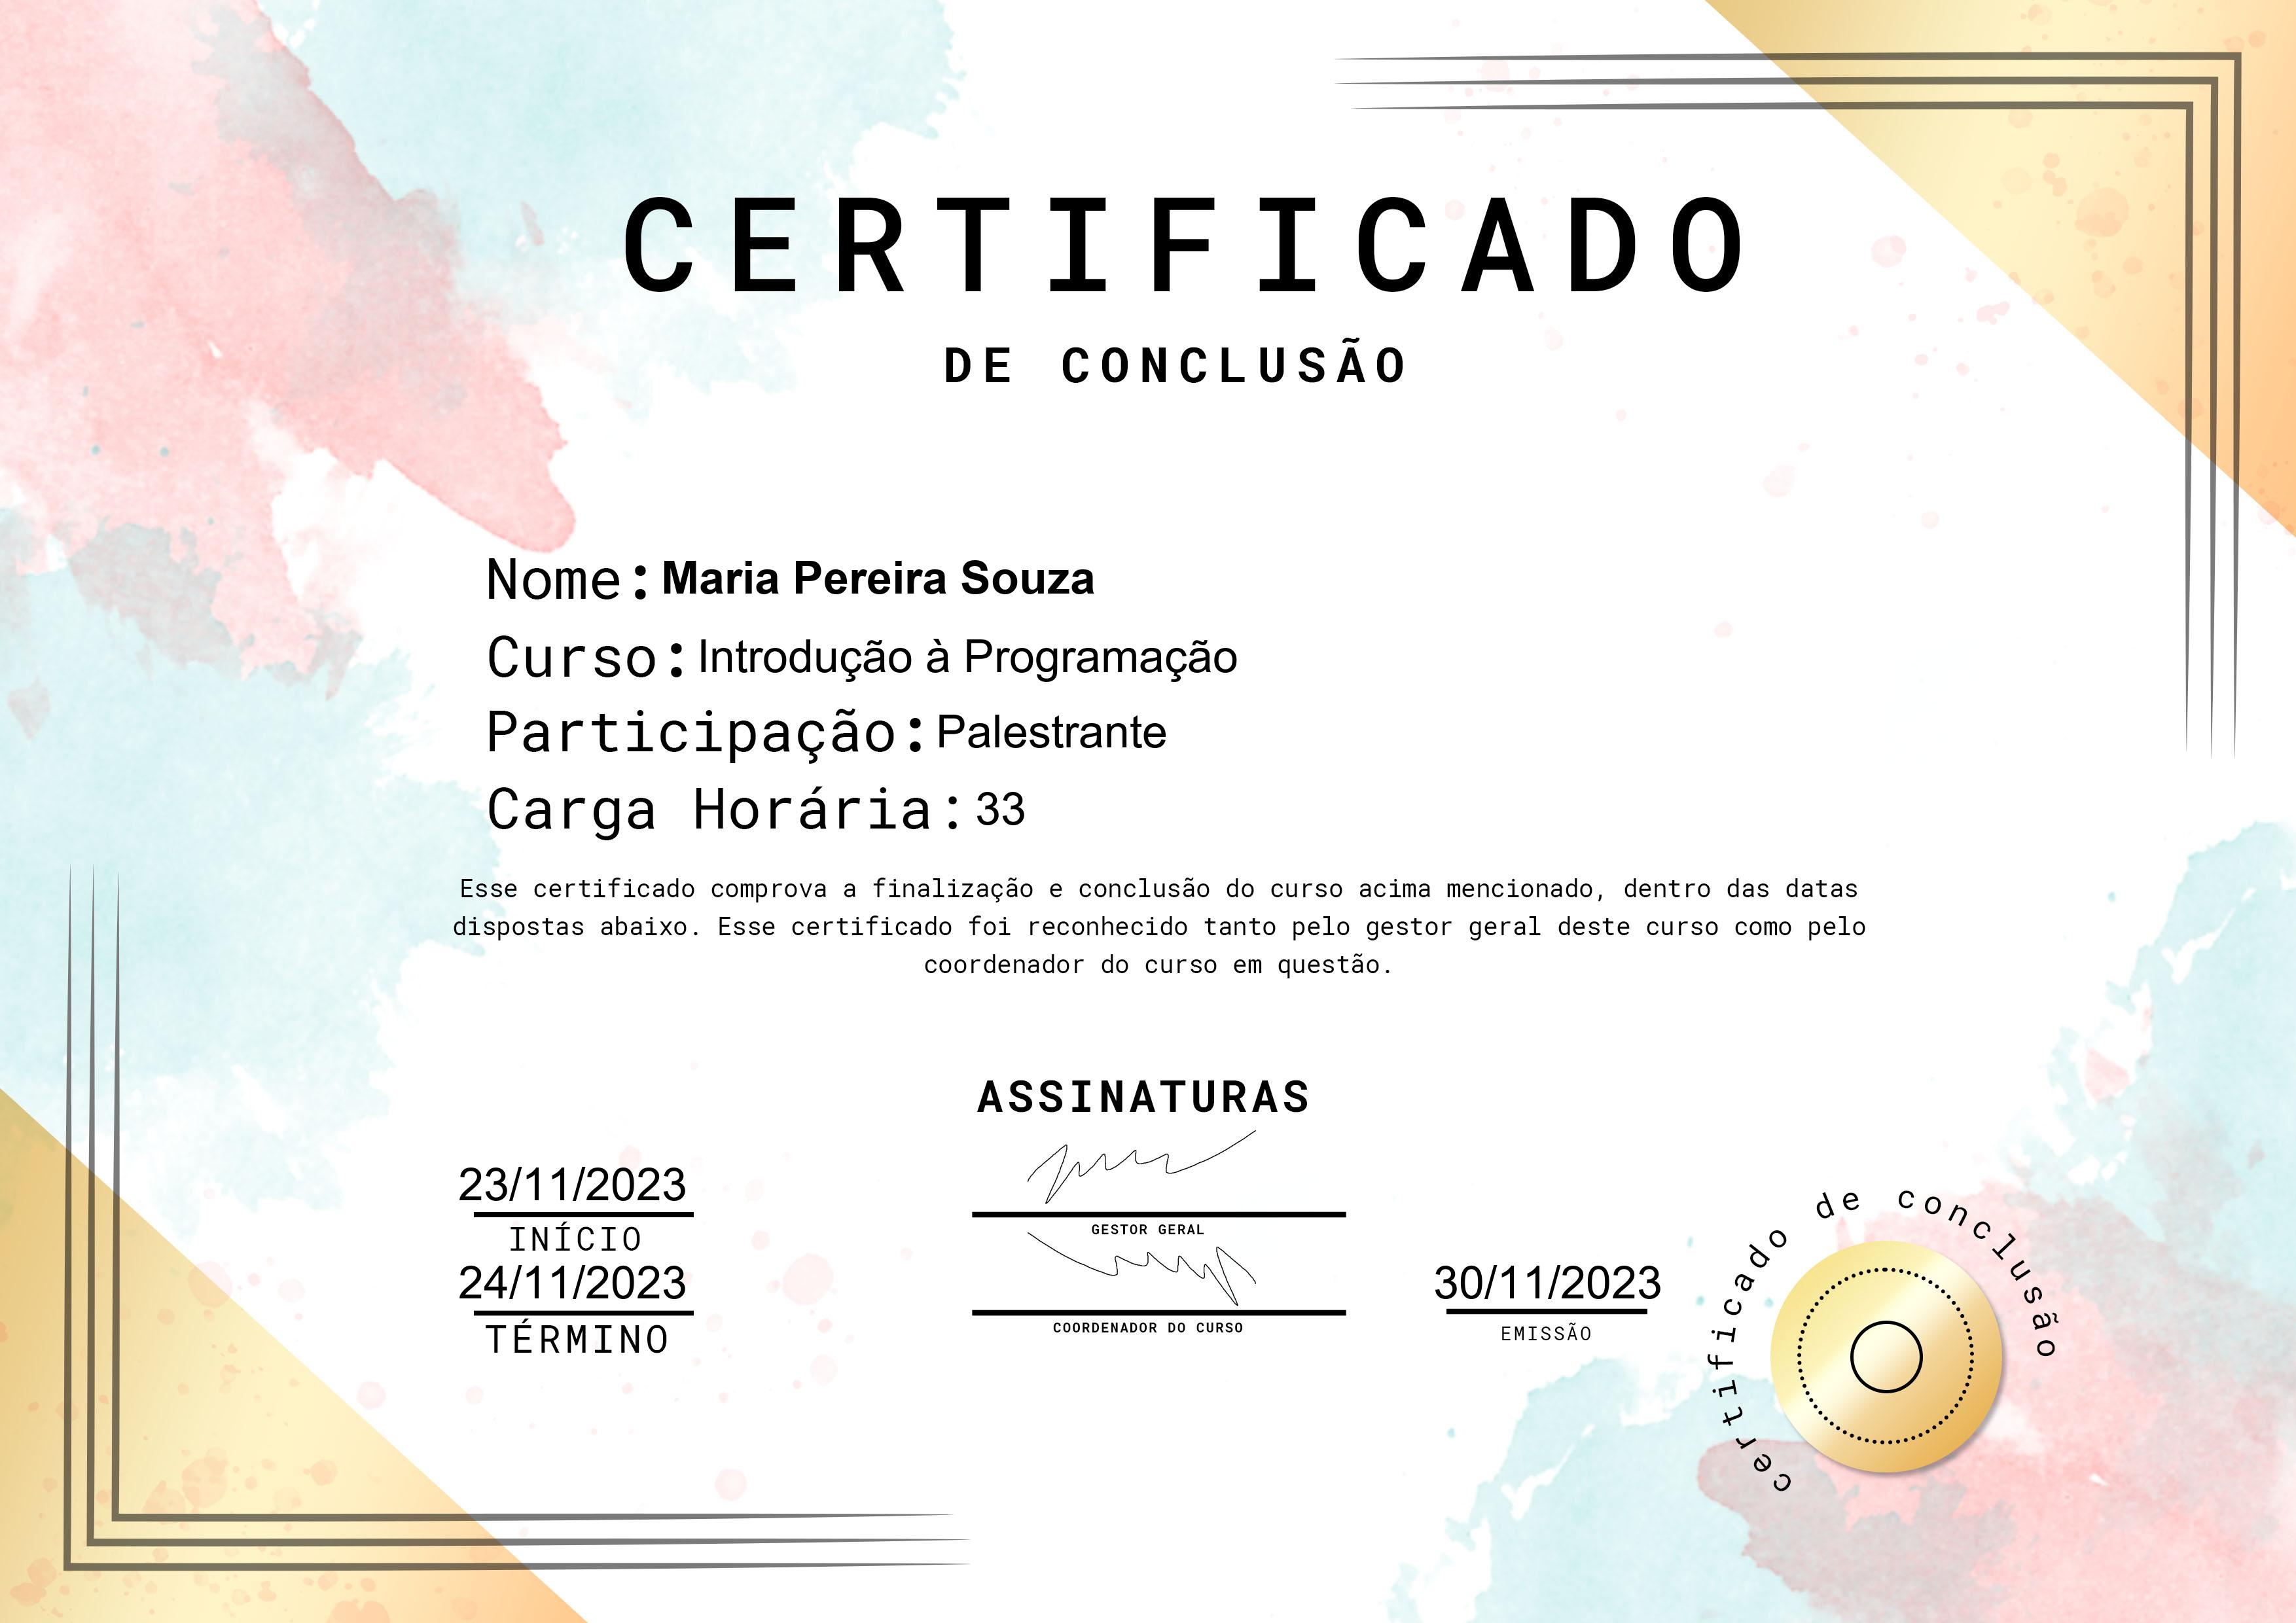 CERTIFICADO
DE CONCLUSÃO
Nome: Maria Pereira Souza
Curso: Introdução à Programação
Participação: Palestrante
Carga Horária: 33
Esse certificado comprova a finalização e conclusão do curso acima mencionado, dentro das datas
dispostas abaixo. Esse certificado foi reconhecido tanto pelo gestor geral deste curso como pelo
coordenador do curso em questão.
ASSINATURAS
23/11/2023
INÍCIO
24/11/2023
TÉRMINO
GESTOR GERAL
COORDENADOR DO CURSO
30/11/2023
EMISSÃO
certificado de conclusão